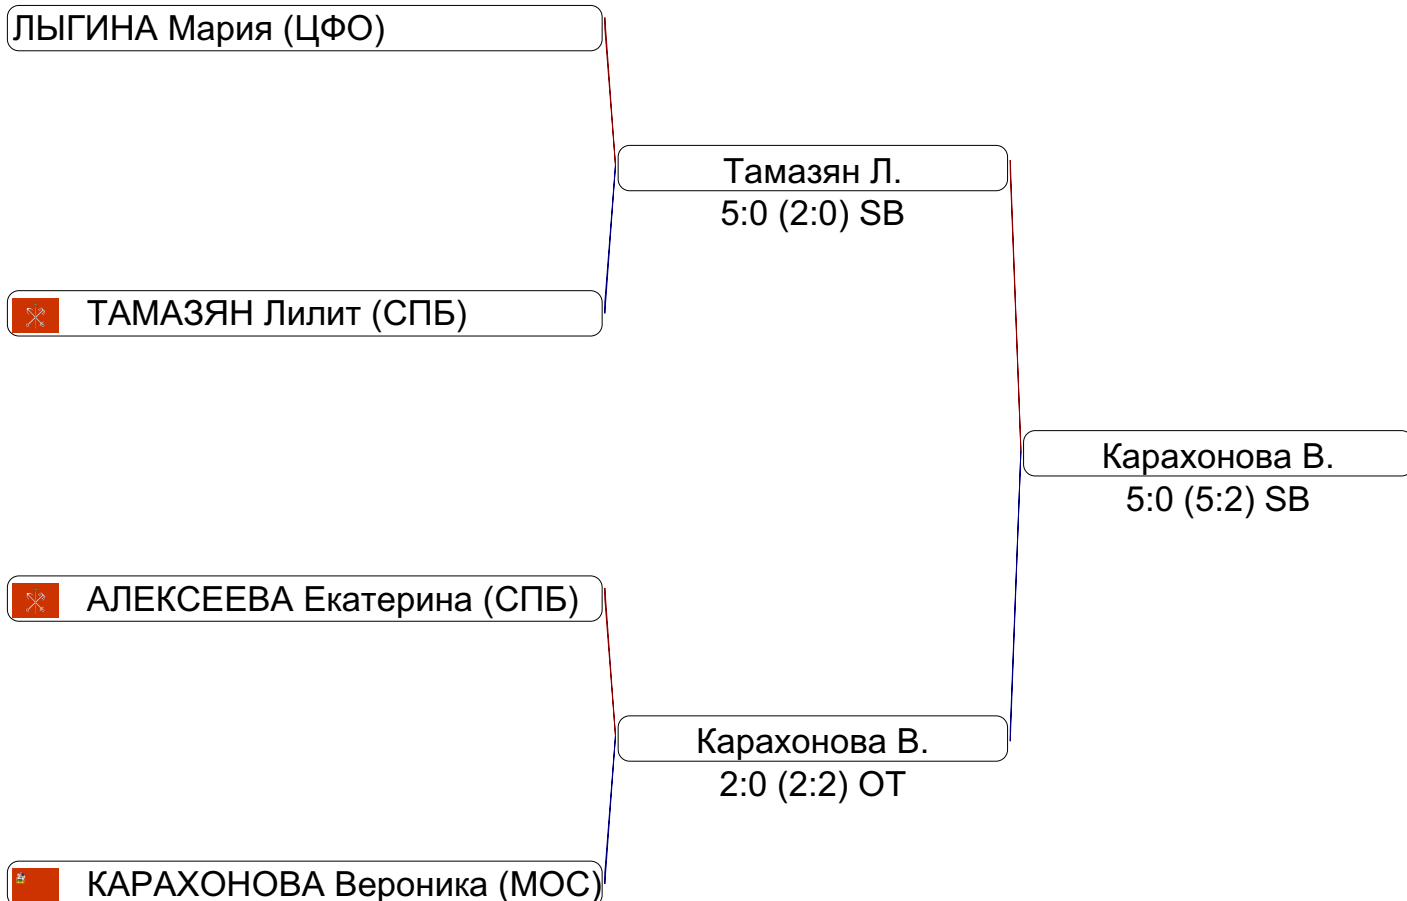 ЛЫГИНА Мария (ЦФО)
Тамазян Л.
5:0 (2:0) SB
ТАМАЗЯН Лилит (СПБ)
Карахонова В.
5:0 (5:2) SB
АЛЕКСЕЕВА Екатерина (СПБ)
Карахонова В.
2:0 (2:2) ОТ
КАРАХОНОВА Вероника (МОС)